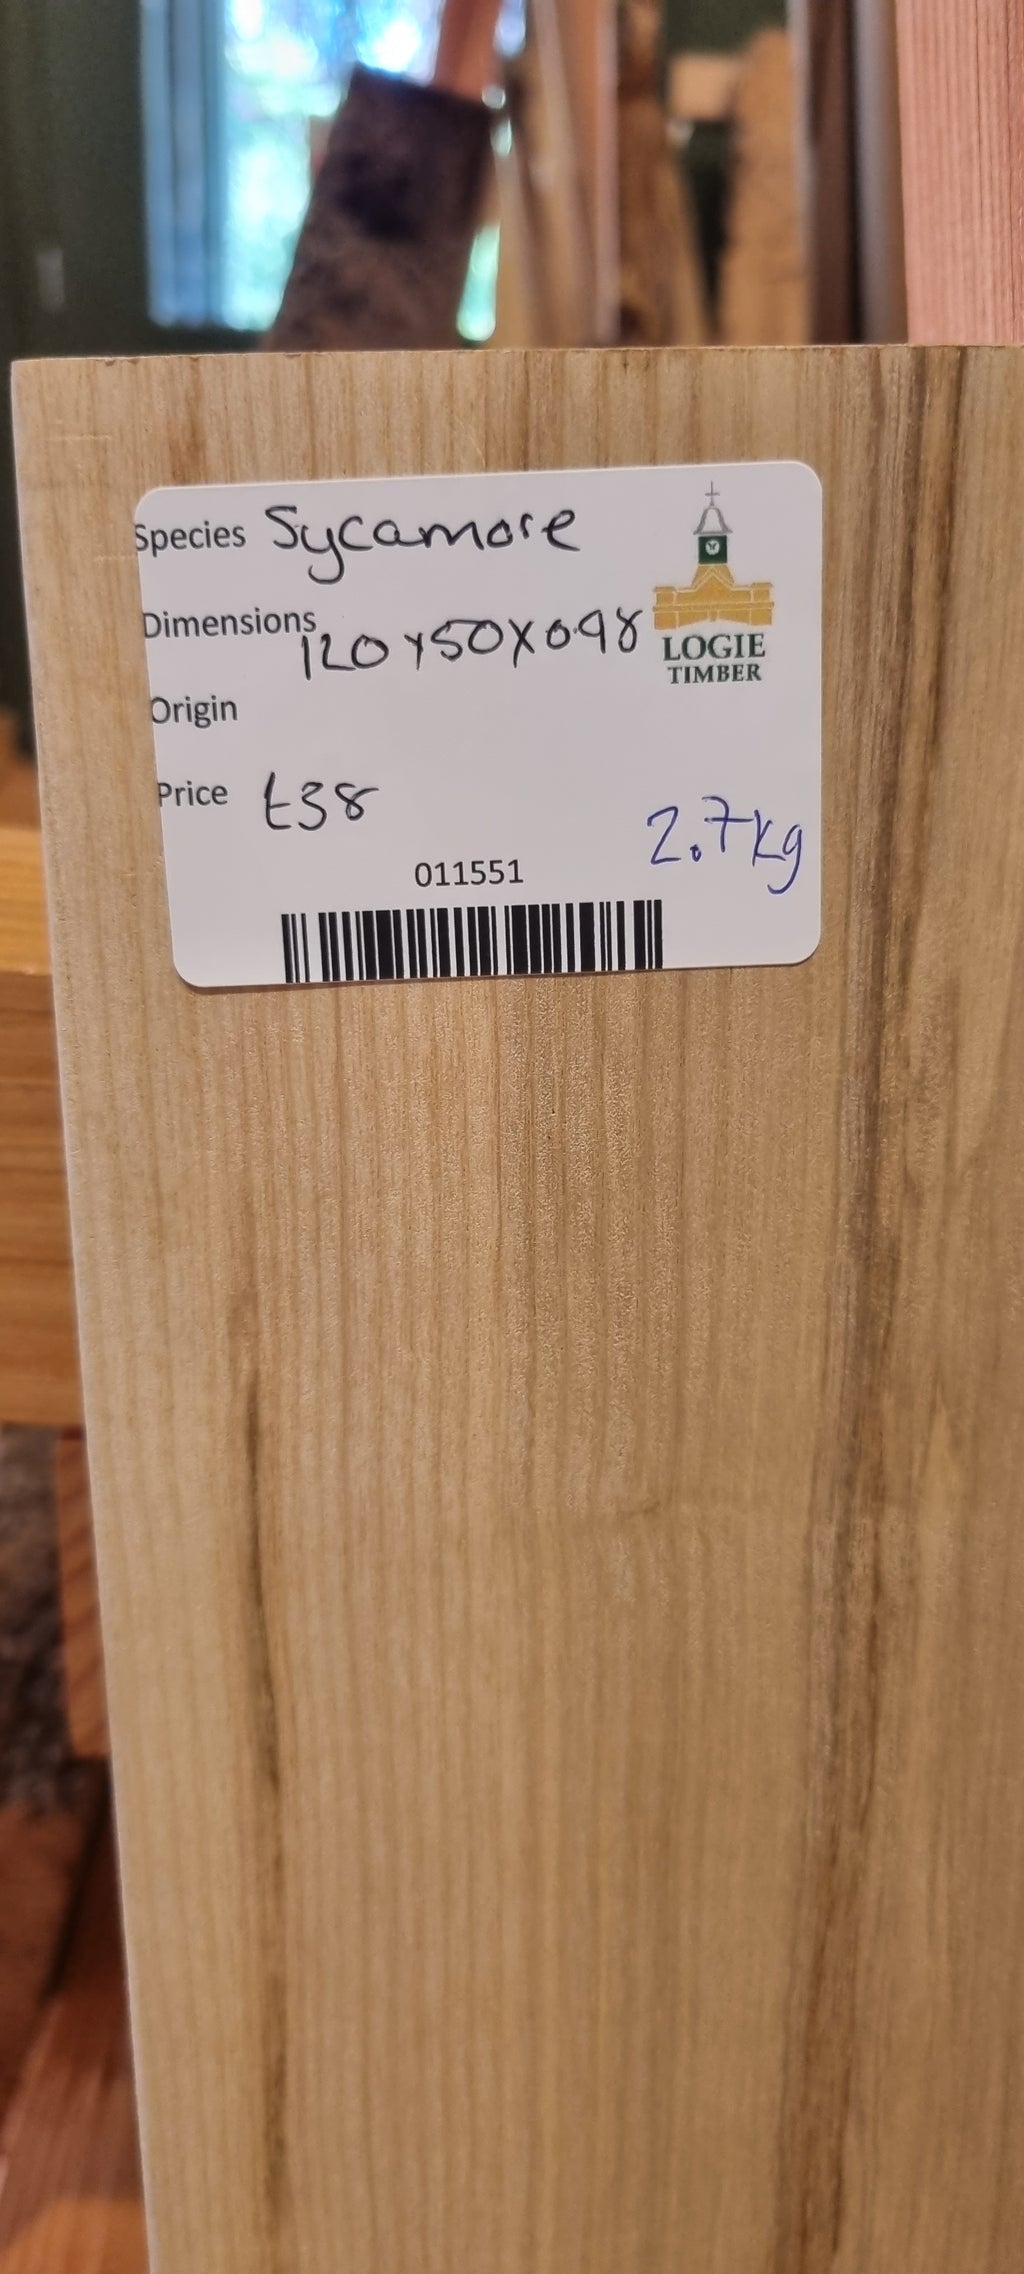 Species Sycamore
Dimensions 120x50x0.98
LOGIE
TIMBER
Origin
Price £38
2.7kg
011551